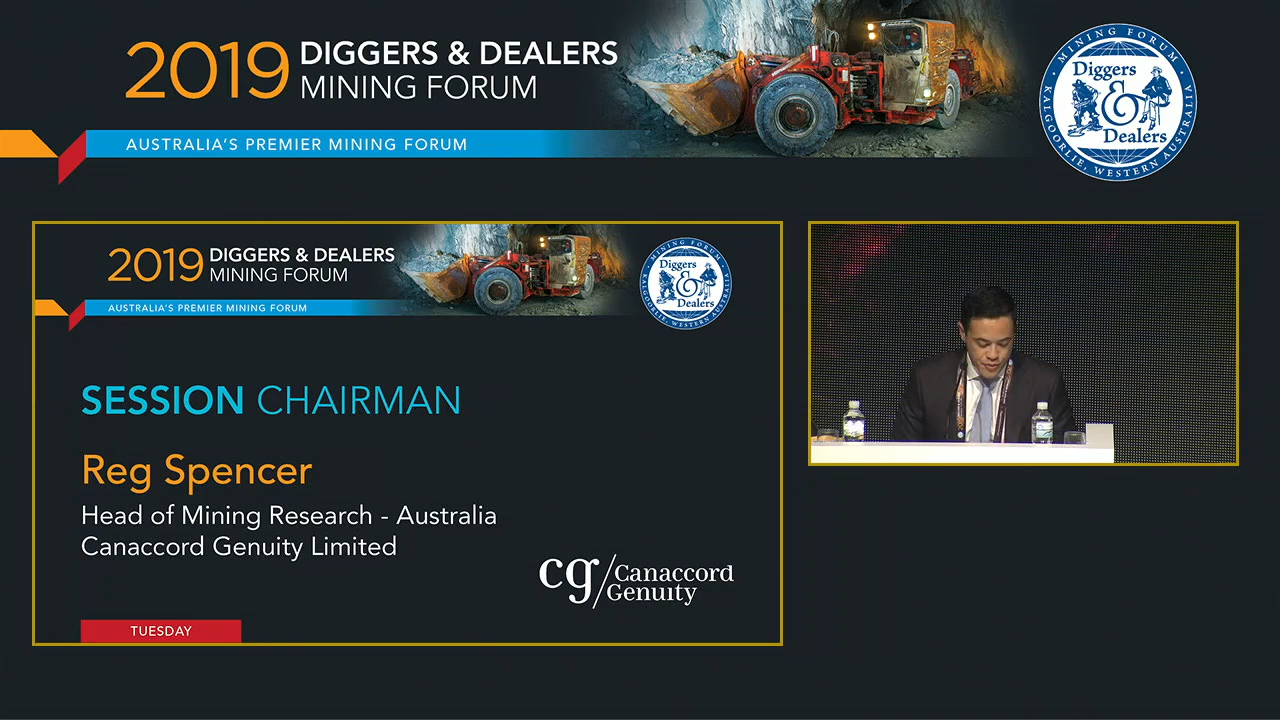 2019 DIGGERS & DEALERS
MINING FORUM
AUSTRALIA'S PREMIER MINING FORUM
MINING FORUM
Diggers
&
Dealers
KALGOORLIE, WESTERN AUSTRALIA
2019 DIGGERS & DEALERS
MINING FORUM
AUSTRALIA'S PREMIER MINING FORUM
MINING FORUM
Diggers
&
Dealers
KALGOORLIE, WESTERN AUSTRALIA
SESSION CHAIRMAN
Reg Spencer
Head of Mining Research - Australia
Canaccord Genuity Limited
cg/Canaccord
Genuity
TUESDAY